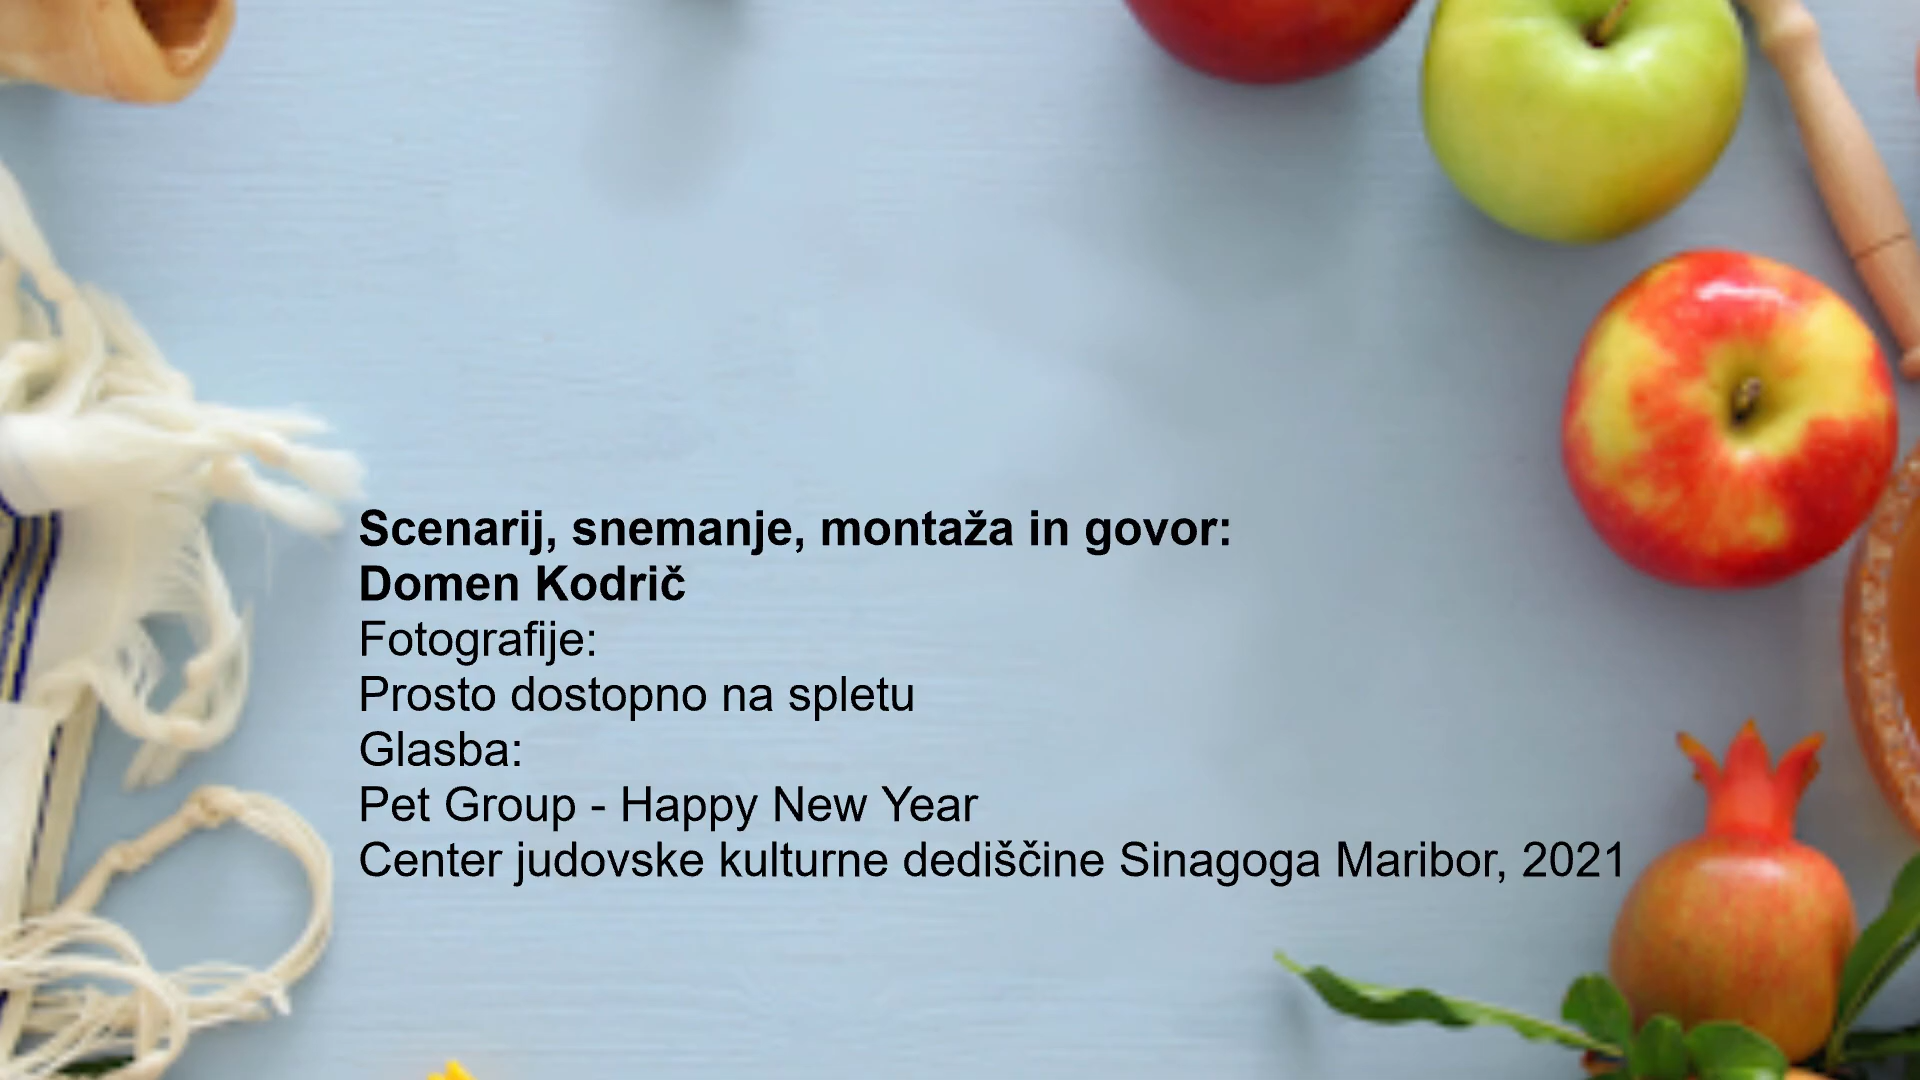 Scenarij, snemanje, montaža in govor:
Domen Kodrič
Fotografije:
Prosto dostopno na spletu
Glasba:
Pet Group - Happy New Year
Center judovske kulturne dediščine Sinagoga Maribor, 2021